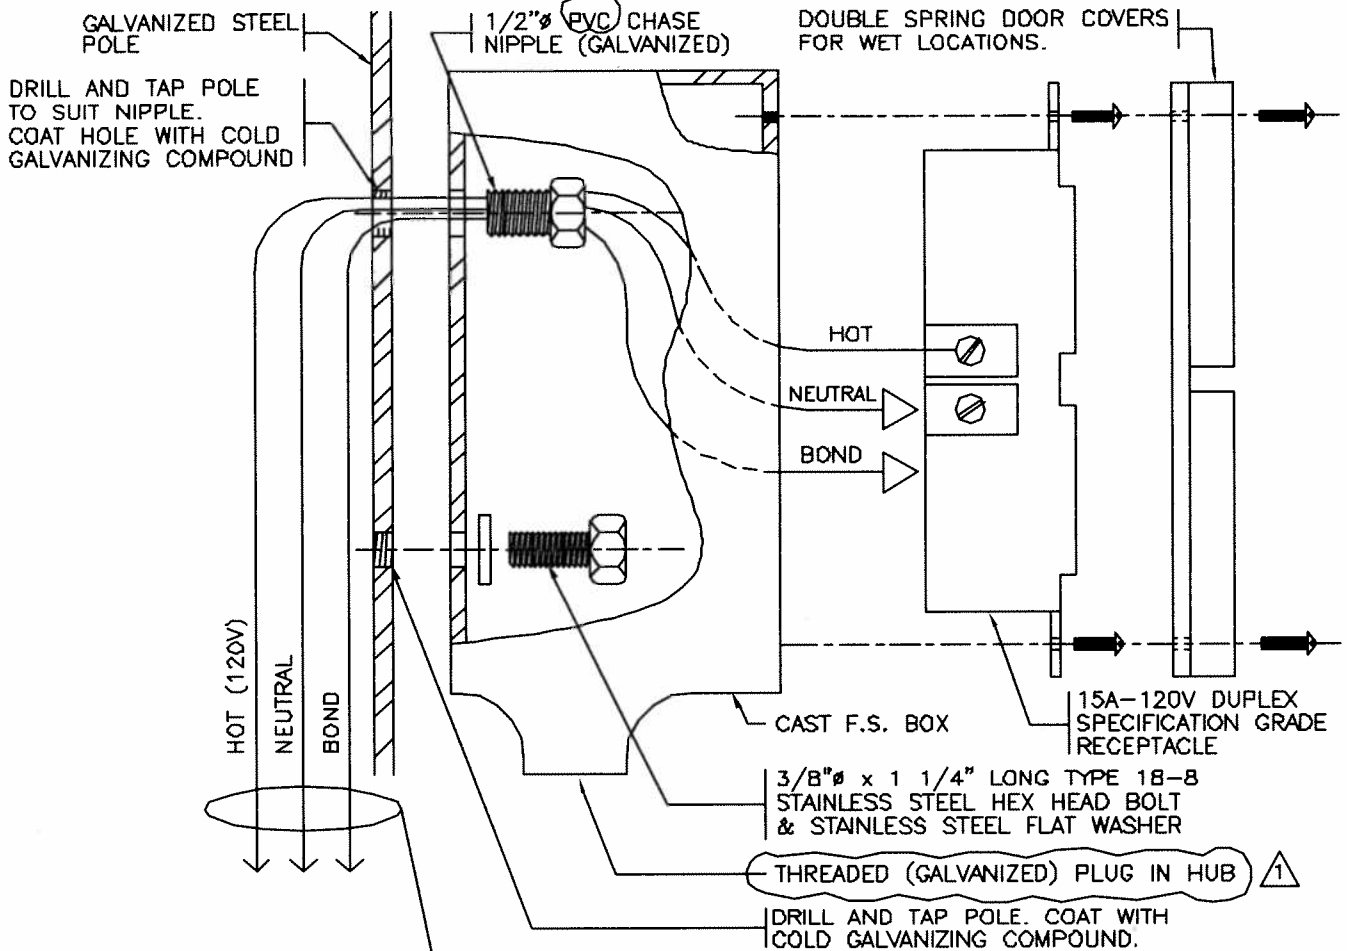 GALVANIZED STEEL
POLE
1/2"ø PVC CHASE
NIPPLE (GALVANIZED)
DOUBLE SPRING DOOR COVERS
FOR WET LOCATIONS.
DRILL AND TAP POLE
TO SUIT NIPPLE.
COAT HOLE WITH COLD
GALVANIZING COMPOUND
HOT
NEUTRAL
BOND
HOT (120V)
NEUTRAL
BOND
CAST F.S. BOX
15A-120V DUPLEX
SPECIFICATION GRADE
RECEPTACLE
3/8"ø x 1 1/4" LONG TYPE 18-8
STAINLESS STEEL HEX HEAD BOLT
& STAINLESS STEEL FLAT WASHER
THREADED (GALVANIZED) PLUG IN HUB
1
DRILL AND TAP POLE. COAT WITH
COLD GALVANIZING COMPOUND.